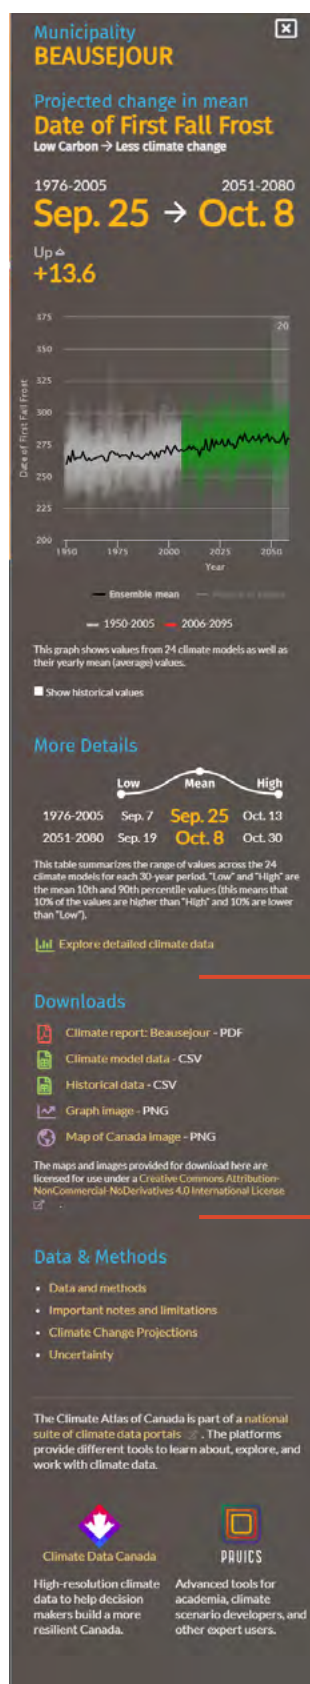 Municipality
BEAUSEJOUR
Projected change in mean
Date of First Fall Frost
Low Carbon → Less climate change
1976-2005 2051-2080
Sep. 25 → Oct. 8
Up
+13.6
375
350
325
300
275
250
225
200
Date of First Fall Frost
20
1950 1975 2000 2025 2050
Year
Ensemble mean
1950-2005 2006-2095
This graph shows values from 24 climate models as well as
their yearly mean (average) values.
Show historical values
More Details
Low Mean High
1976-2005 Sep. 7 Sep. 25 Oct. 13
2051-2080 Sep. 19 Oct. 8 Oct. 30
This table summarizes the range of values across the 24
climate models for each 30-year period. "Low" and "High" are
the mean 10th and 90th percentile values (this means that
10% of the values are higher than "High" and 10% are lower
than "Low").
Explore detailed climate data
Downloads
Climate report: Beausejour - PDF
Climate model data - CSV
Historical data - CSV
Graph image - PNG
Map of Canada image - PNG
The maps and images provided for download here are
licensed for use under a Creative Commons Attribution-
NonCommercial-NoDerivatives 4.0 International License
.
Data & Methods
• Data and methods
• Important notes and limitations
• Climate Change Projections
• Uncertainty
The Climate Atlas of Canada is part of a national
suite of climate data portals . The platforms
provide different tools to learn about, explore, and
work with climate data.
Climate Data Canada
High-resolution climate
data to help decision
makers build a more
resilient Canada.
PAVICS
Advanced tools for
academia, climate
scenario developers, and
other expert users.